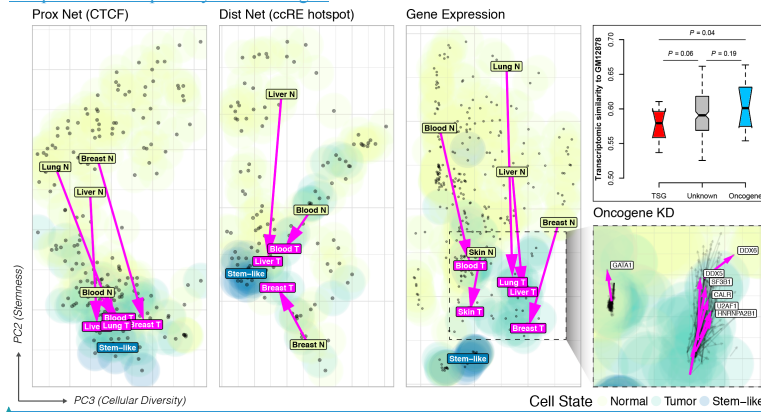 Prox Net (CTCF)
Lung N
Breast N
Liver N
Blood N
Blood T
Live
Lung T
Breast T
Stem-like
Dist Net (ccRE hotspot)
Liver N
Blood N
Blood T
Liver T
Stem-like
Breast T
Breast N
Gene Expression
Lung N
Blood N
Liver N
Breast N
Skin N
Blood T
Lung T
Liver T
Skin T
Breast T
Stem-like
PC2 (Stemness)
PC3 (Cellular Diversity)
Transcriptomic similarity to GM12878
0.70
0.65
0.60
0.55
0.50
P = 0.04
P = 0.06
P = 0.19
TSG
Unknown
Oncogene
Oncogene KD
GATA1
DDX6
DDX5
SF3B1
CALR
U2AF1
HNRNPA2B1
Cell State Normal Tumor Stem-like